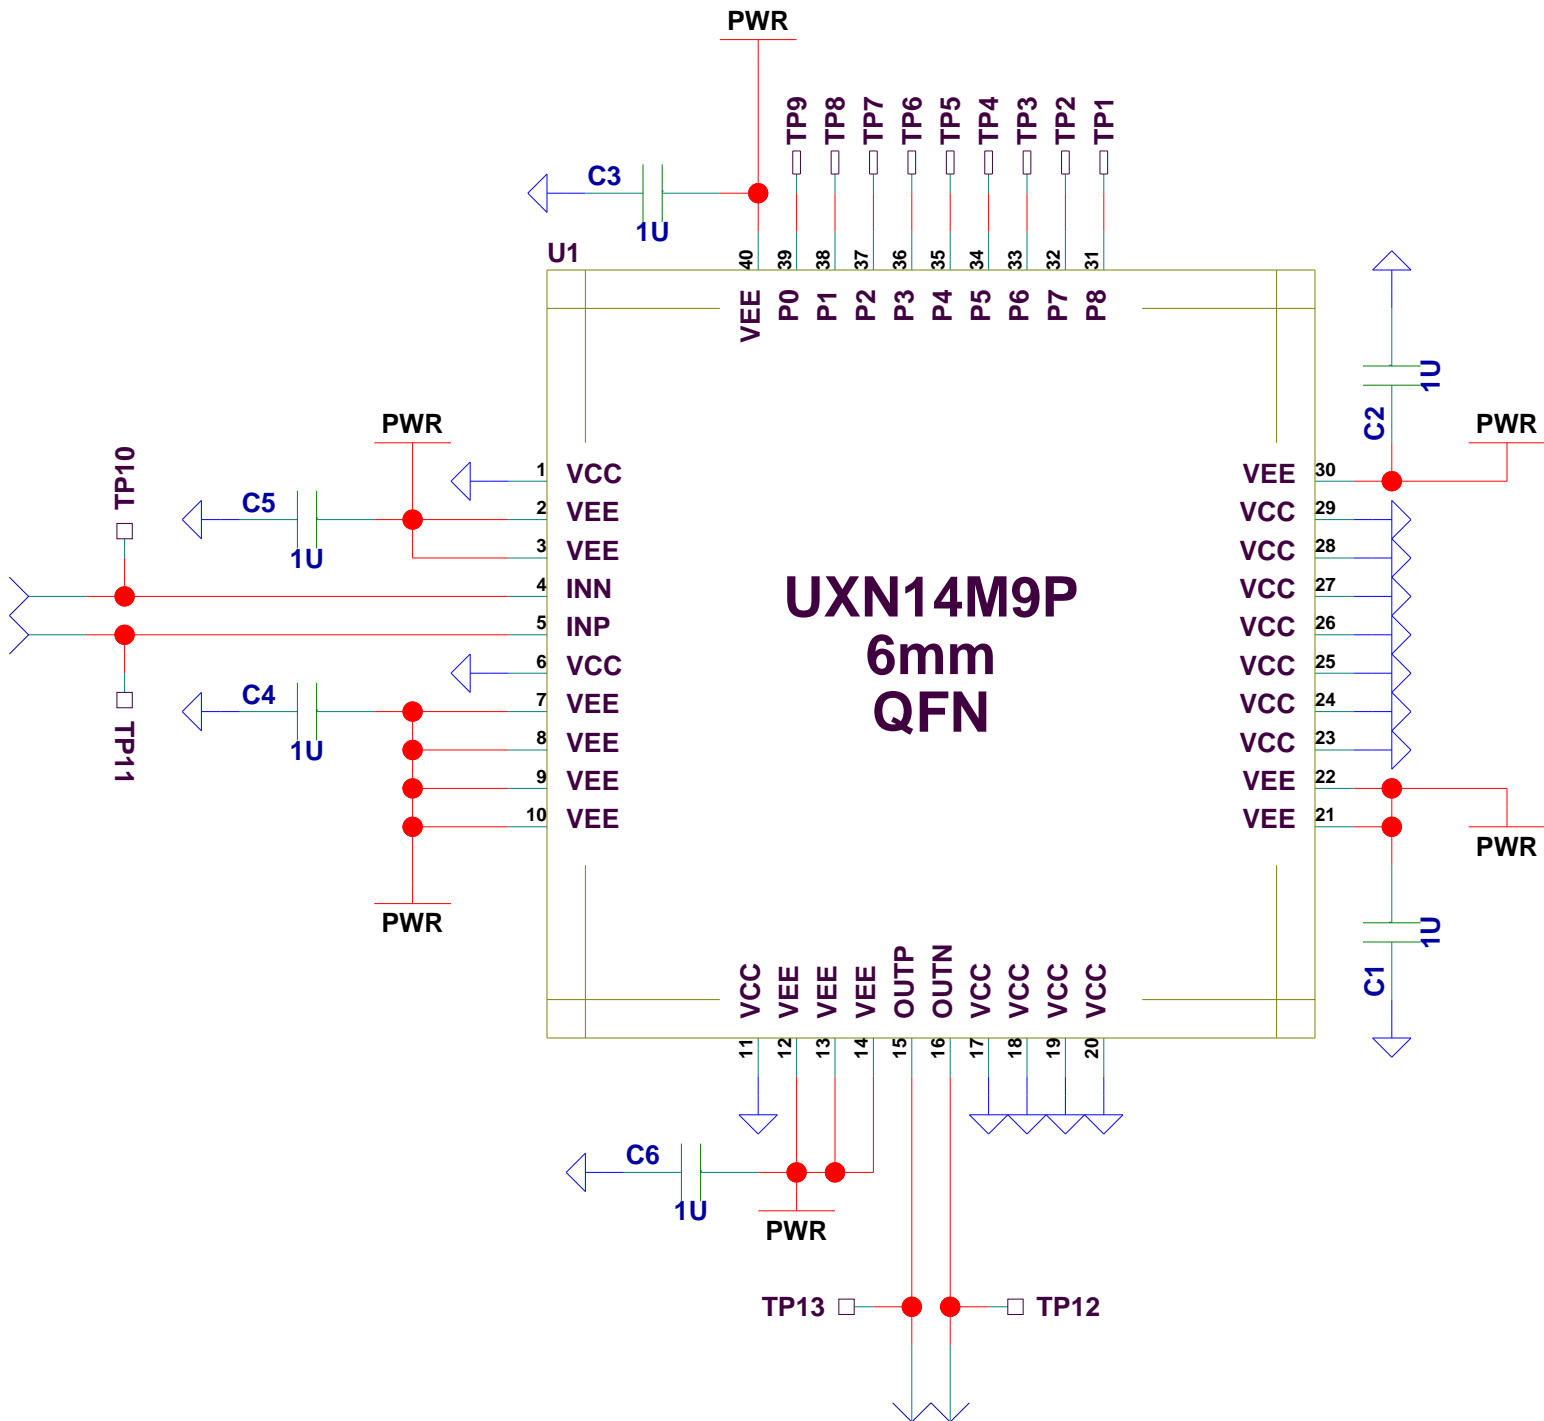 PWR
TP9 TP8 TP7 TP6 TP5 TP4 TP3 TP2 TP1
C3
1U
U1
40 39 38 37 36 35 34 33 32 31
VEE P0 P1 P2 P3 P4 P5 P6 P7 P8
1U
C2
PWR
PWR
TP10
C5
1U
1 VCC
2 VEE
3 VEE
4 INN
5 INP
6 VCC
7 VEE
8 VEE
9 VEE
10 VEE
C4
1U
TP11
PWR
UXN14M9P
6mm
QFN
VEE 30
VCC 29
VCC 28
VCC 27
VCC 26
VCC 25
VCC 24
VCC 23
VEE 22
VEE 21
PWR
1U
C1
VCC VEE VEE VEE OUTP OUTN VCC VCC VCC VCC
11 12 13 14 15 16 17 18 19 20
C6
1U
PWR
TP13
TP12